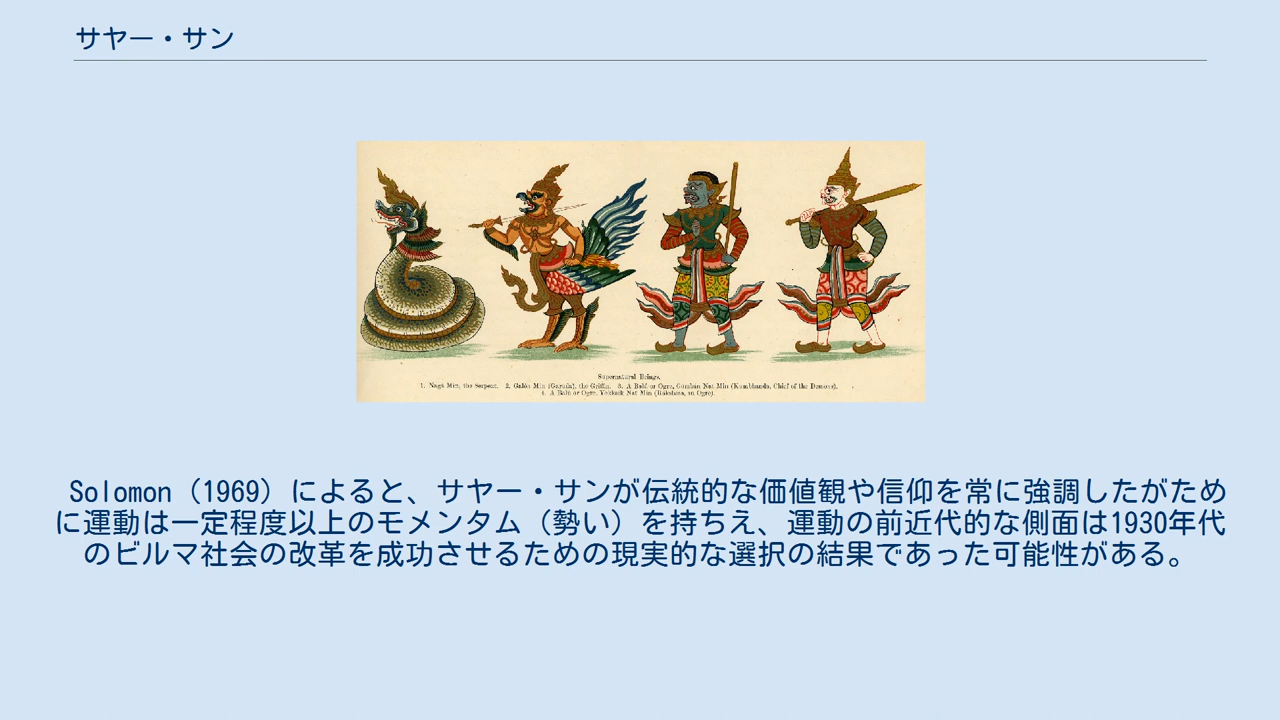 サヤー・サン
Supernatural Beings.
1. Nagā Min, the Serpent. 2. Galôn Min (Garuda), the Griffin. 3. A Balū or Ogre, Gumbàn Nat Min (Kumbhanda, Chief of the Demons).
4. A Balū or Ogre, Yekkaik Nat Min (Rakshasa, an Ogre).
Solomon（1969）によると、サヤー・サンが伝統的な価値観や信仰を常に強調したがため
に運動は一定程度以上のモメンタム（勢い）を持ちえ、運動の前近代的な側面は1930年代
のビルマ社会の改革を成功させるための現実的な選択の結果であった可能性がある。